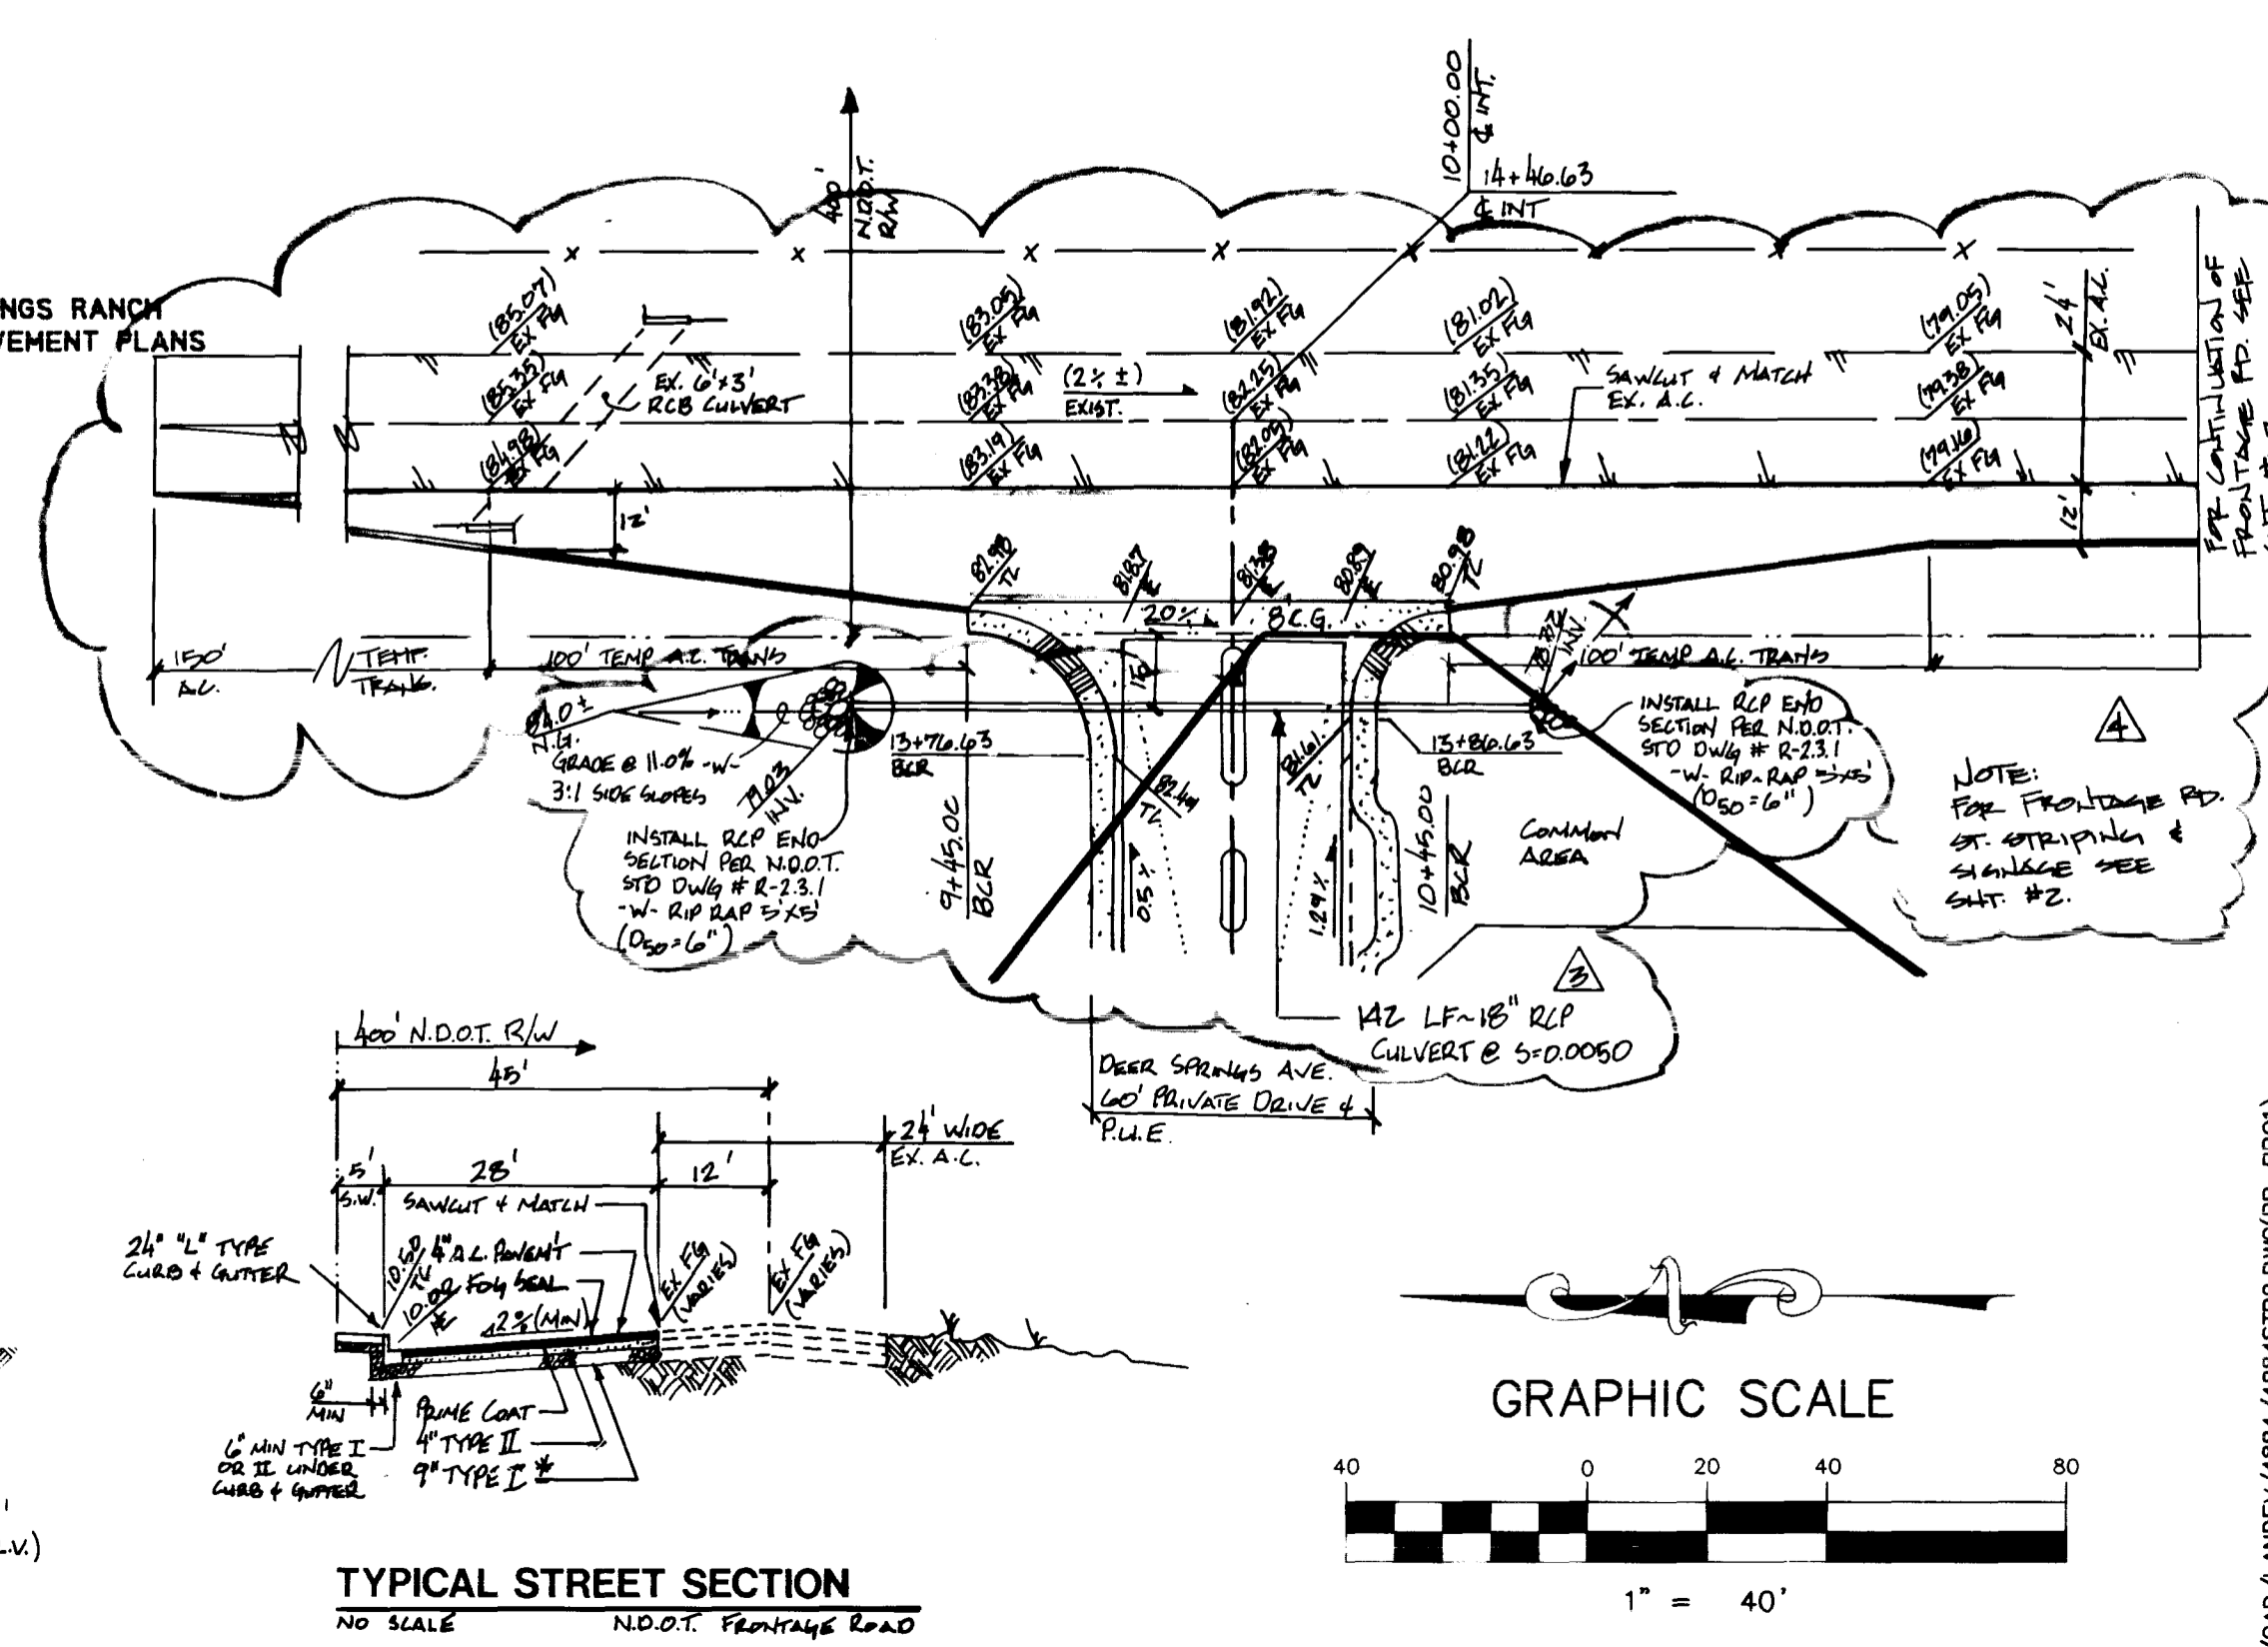 10+00.00
℄ INT.
14+46.63
℄ INT
400'
N.D.O.T.
R/W
NGS RANCH
VEMENT PLANS
(85.07)
EX FG
(83.05)
EX FG
(81.92)
EX FG
(81.02)
EX FG
(79.05)
EX FG
24'
EX. A.C.
FOR CONTINUATION OF
FRONTAGE RD. SEE
(85.35)
EX FG
EX. 6'x3'
RCB CULVERT
(83.38)
EX FG
(2% ±)
EXIST.
(82.25)
EX FG
(81.35)
EX FG
SAWCUT & MATCH
EX. A.C.
(79.38)
EX FG
(84.98)
EX FG
(83.19)
EX FG
(82.05)
EX FG
(81.22)
EX FG
(79.16)
EX FG
12'
12'
82.98
TC
81.87
81.38
80.89
80.98
TC
20%
8' C.G.
INV.
150'
A.C.
TEMP.
TRANS.
100' TEMP A.C. TRANS
15'
100' TEMP A.C. TRANS
84.0 ±
N.G.
GRADE @ 11.0% -W-
3:1 SIDE SLOPES
79.03
INV.
13+76.63
BCR
82.44
TC
81.61
TC
13+86.63
BCR
INSTALL RCP END
SECTION PER N.D.O.T.
STD DWG # R-2.3.1
-W- RIP-RAP 5'x5'
(D50=6")
4
NOTE:
FOR FRONTAGE RD.
ST. STRIPING &
SIGNAGE SEE
SHT. #2.
INSTALL RCP END
SECTION PER N.D.O.T.
STD DWG # R-2.3.1
-W- RIP RAP 5'x5'
(D50=6")
9+45.00
BCR
0.5%
1.29%
10+45.00
BCR
COMMON
AREA
3
142 LF~18" RCP
CULVERT @ S=0.0050
DEER SPRINGS AVE.
60' PRIVATE DRIVE &
P.U.E.
400' N.D.O.T. R/W
45'
24' WIDE
EX. A.C.
5'
S.W.
28'
12'
SAWCUT & MATCH
24" "L" TYPE
CURB & GUTTER
10.50
TC
4" A.C. PAVEM'T
10.00
FOG SEAL
2% (MIN)
EX FG
(VARIES)
EX FG
(VARIES)
6"
MIN
PRIME COAT
4" TYPE II
9" TYPE I *
6" MIN TYPE I
OR II UNDER
CURB & GUTTER
L.V.)
TYPICAL STREET SECTION
NO SCALE N.D.O.T. FRONTAGE ROAD
GRAPHIC SCALE
40 0 20 40 80
1" = 40'